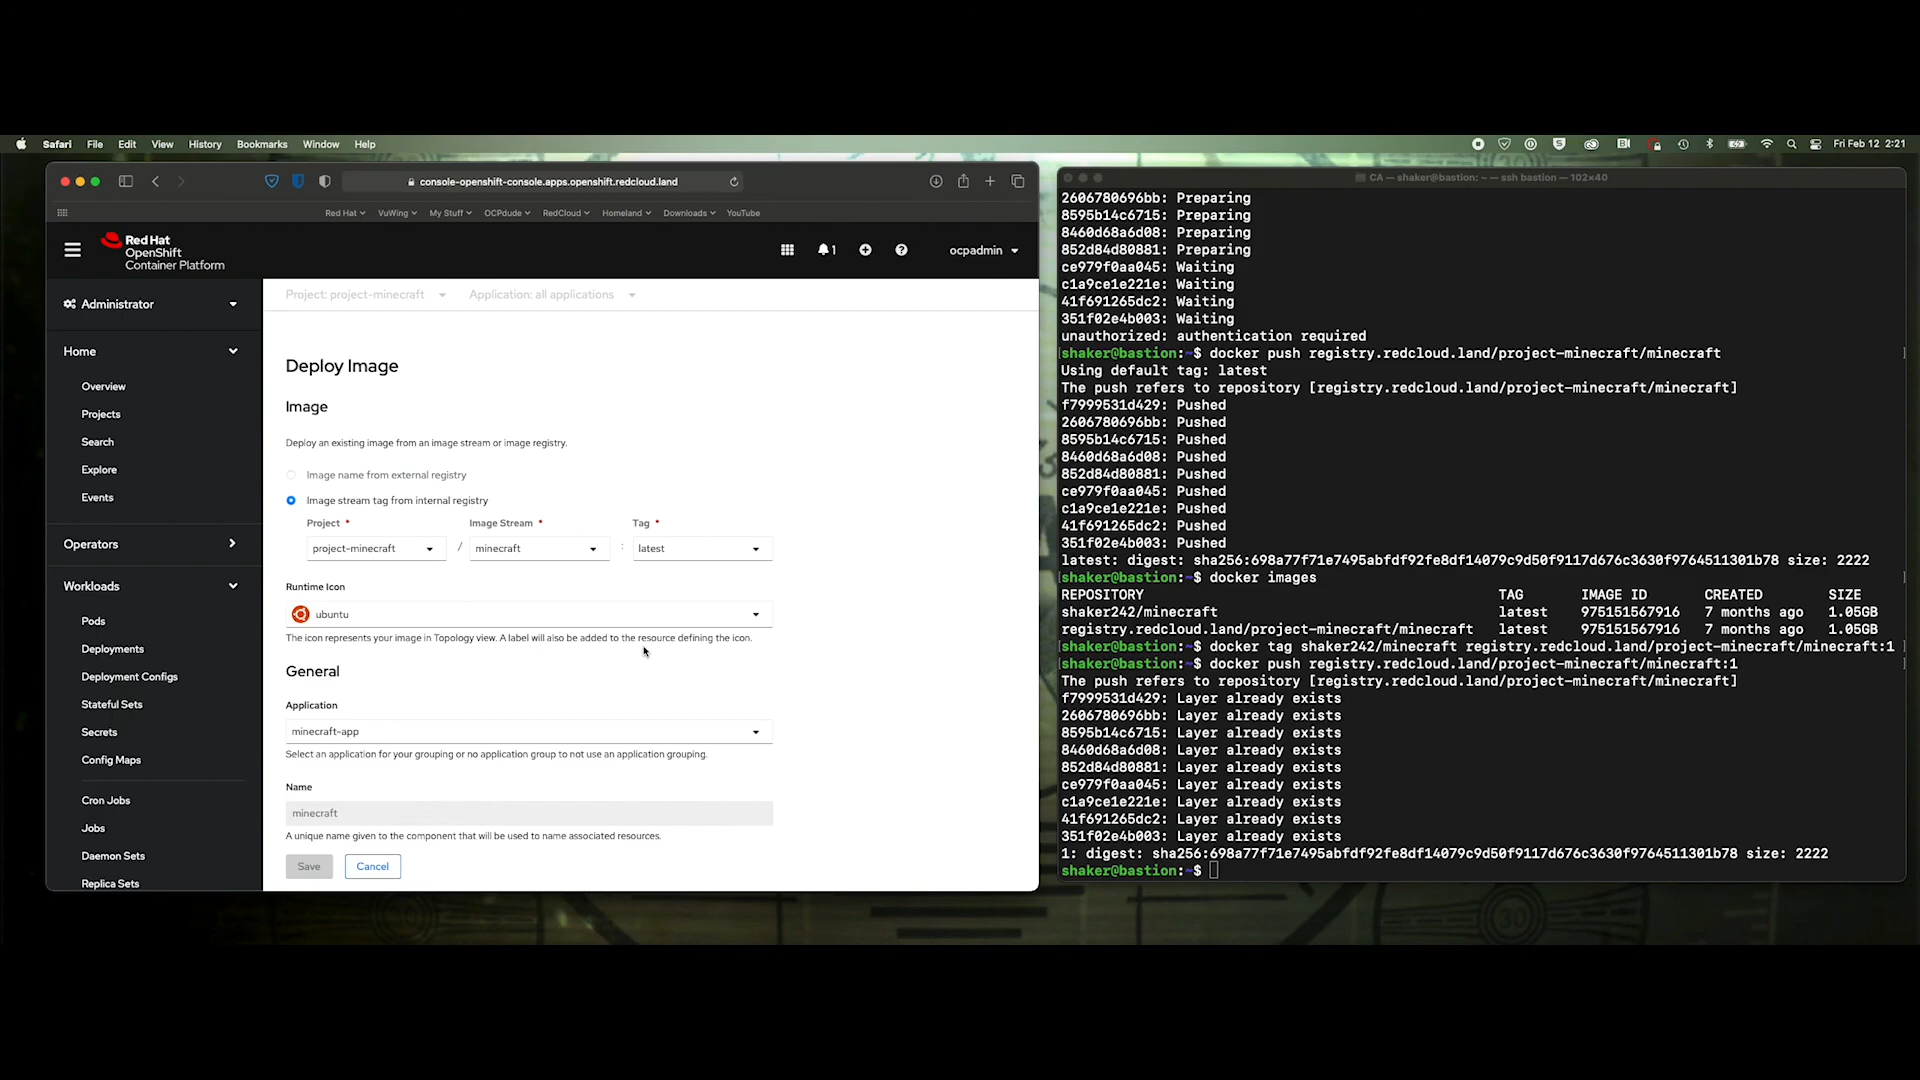 Safari File Edit View History Bookmarks Window Help
Fri Feb 12 2:21
console-openshift-console.apps.openshift.redcloud.land
Red Hat VuWing My Stuff OCPdude RedCloud Homeland Downloads YouTube
Red Hat
OpenShift
Container Platform
1
ocpadmin
Administrator
Home
Overview
Projects
Search
Explore
Events
Operators
Workloads
Pods
Deployments
Deployment Configs
Stateful Sets
Secrets
Config Maps
Cron Jobs
Jobs
Daemon Sets
Replica Sets
Project: project-minecraft Application: all applications
Deploy Image
Image
Deploy an existing image from an image stream or image registry.
Image name from external registry
Image stream tag from internal registry
Project * Image Stream * Tag *
project-minecraft / minecraft : latest
Runtime Icon
ubuntu
The icon represents your image in Topology view. A label will also be added to the resource defining the icon.
General
Application
minecraft-app
Select an application for your grouping or no application group to not use an application grouping.
Name
minecraft
A unique name given to the component that will be used to name associated resources.
Save Cancel
CA — shaker@bastion: ~ — ssh bastion — 102×40
2606780696bb: Preparing
8595b14c6715: Preparing
8460d68a6d08: Preparing
852d84d80881: Preparing
ce979f0aa045: Waiting
c1a9ce1e221e: Waiting
41f691265dc2: Waiting
351f02e4b003: Waiting
unauthorized: authentication required
[shaker@bastion:~$ docker push registry.redcloud.land/project-minecraft/minecraft ]
Using default tag: latest
The push refers to repository [registry.redcloud.land/project-minecraft/minecraft]
f7999531d429: Pushed
2606780696bb: Pushed
8595b14c6715: Pushed
8460d68a6d08: Pushed
852d84d80881: Pushed
ce979f0aa045: Pushed
c1a9ce1e221e: Pushed
41f691265dc2: Pushed
351f02e4b003: Pushed
latest: digest: sha256:698a77f71e7495abfdf92fe8df14079c9d50f9117d676c3630f9764511301b78 size: 2222
[shaker@bastion:~$ docker images ]
REPOSITORY TAG IMAGE ID CREATED SIZE
shaker242/minecraft latest 975151567916 7 months ago 1.05GB
registry.redcloud.land/project-minecraft/minecraft latest 975151567916 7 months ago 1.05GB
[shaker@bastion:~$ docker tag shaker242/minecraft registry.redcloud.land/project-minecraft/minecraft:1 ]
[shaker@bastion:~$ docker push registry.redcloud.land/project-minecraft/minecraft:1 ]
The push refers to repository [registry.redcloud.land/project-minecraft/minecraft]
f7999531d429: Layer already exists
2606780696bb: Layer already exists
8595b14c6715: Layer already exists
8460d68a6d08: Layer already exists
852d84d80881: Layer already exists
ce979f0aa045: Layer already exists
c1a9ce1e221e: Layer already exists
41f691265dc2: Layer already exists
351f02e4b003: Layer already exists
1: digest: sha256:698a77f71e7495abfdf92fe8df14079c9d50f9117d676c3630f9764511301b78 size: 2222
shaker@bastion:~$